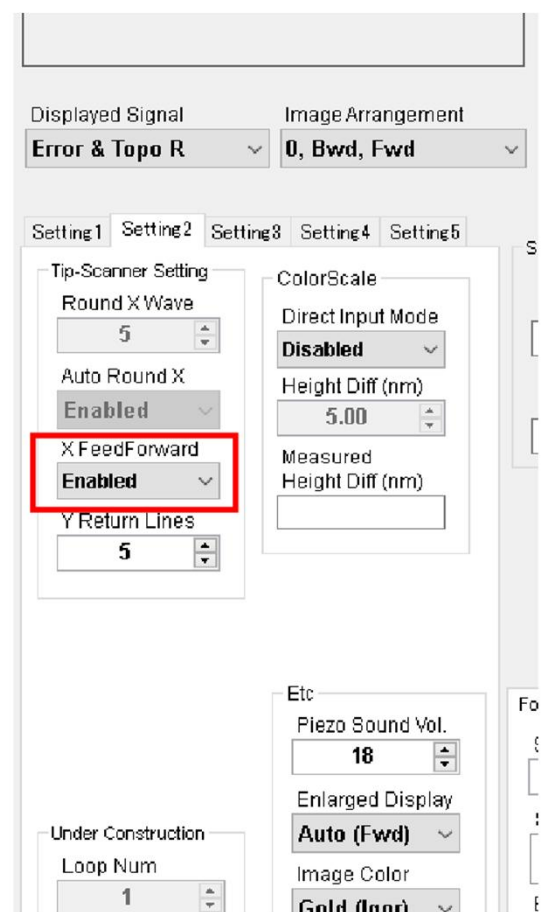 Displayed Signal
Image Arrangement
Error & Topo R
0, Bwd, Fwd
Setting1 Setting2 Setting3 Setting4 Setting5
Tip-Scanner Setting
Round X Wave
5
Auto Round X
Enabled
X FeedForward
Enabled
Y Return Lines
5
ColorScale
Direct Input Mode
Disabled
Height Diff (nm)
5.00
Measured
Height Diff (nm)
Etc
Piezo Sound Vol.
18
Enlarged Display
Auto (Fwd)
Image Color
Gold (Igor)
Under Construction
Loop Num
1